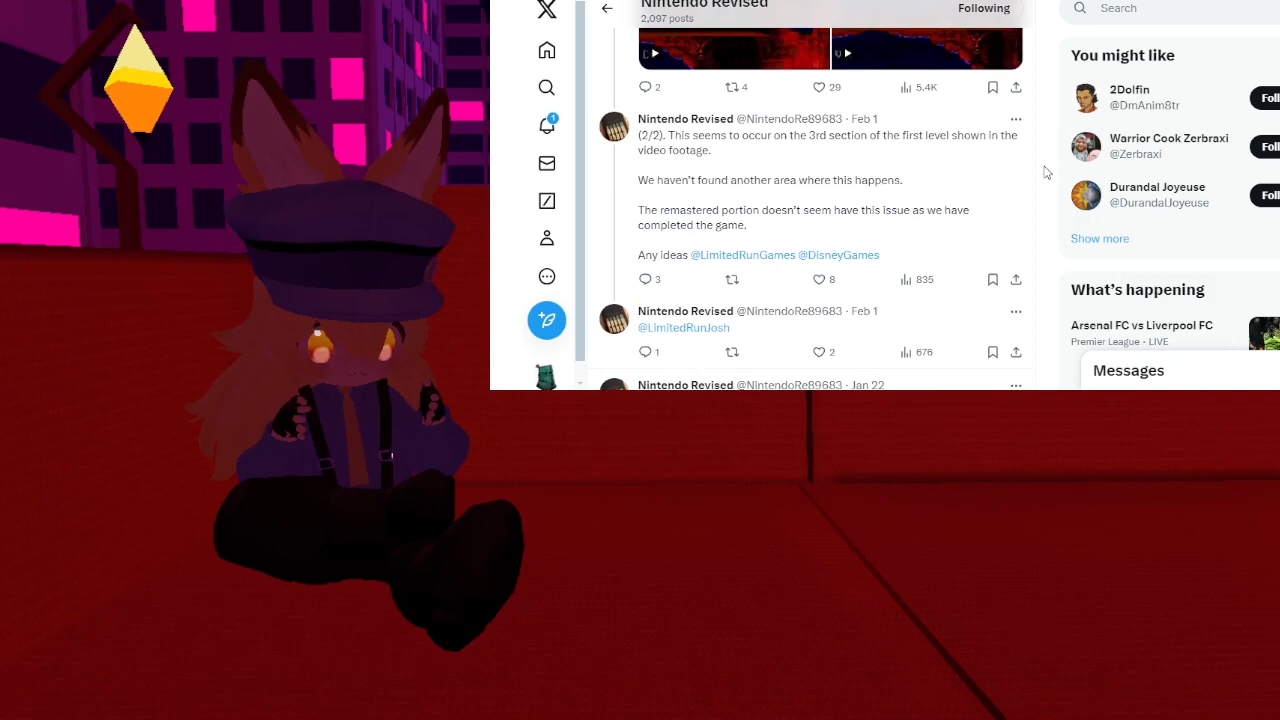 Nintendo Revised
2,097 posts
Following
Search
You might like
2Dolfin
@DmAnim8tr
Foll
Warrior Cook Zerbraxi
@Zerbraxi
Foll
Durandal Joyeuse
@DurandalJoyeuse
Foll
Show more
What's happening
Arsenal FC vs Liverpool FC
Premier League · LIVE
Messages
2
4
29
5.4K
Nintendo Revised @NintendoRe89683 · Feb 1
(2/2). This seems to occur on the 3rd section of the first level shown in the
video footage.
We haven't found another area where this happens.
The remastered portion doesn't seem have this issue as we have
completed the game.
Any ideas @LimitedRunGames @DisneyGames
3
8
835
Nintendo Revised @NintendoRe89683 · Feb 1
@LimitedRunJosh
1
2
676
Nintendo Revised @NintendoRe89683 · Jan 22
1